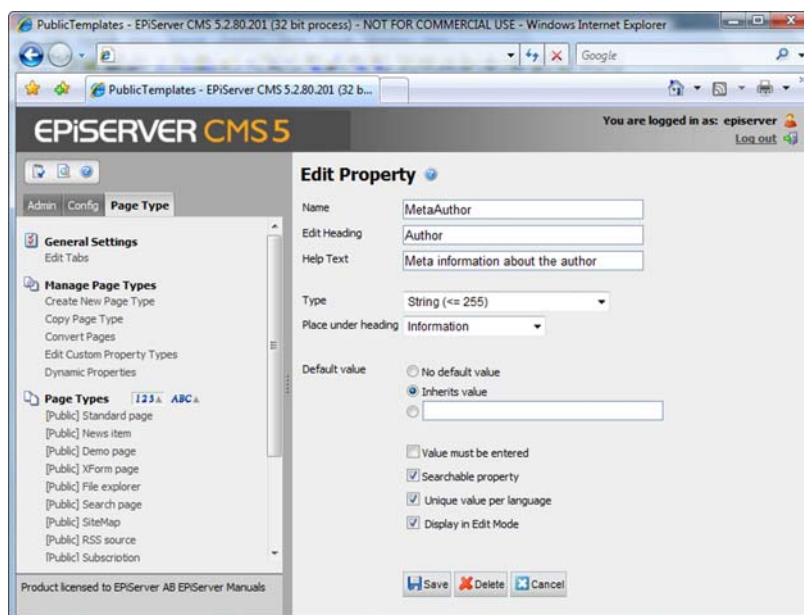 PublicTemplates - EPiServer CMS 5.2.80.201 (32 bit process) - NOT FOR COMMERCIAL USE - Windows Internet Explorer
Google
PublicTemplates - EPiServer CMS 5.2.80.201 (32 b...
EPiSERVER CMS 5
You are logged in as: episerver
Log out
Admin Config Page Type
General Settings
Edit Tabs
Manage Page Types
Create New Page Type
Copy Page Type
Convert Pages
Edit Custom Property Types
Dynamic Properties
Page Types 123 ABC
[Public] Standard page
[Public] News item
[Public] Demo page
[Public] XForm page
[Public] File explorer
[Public] Search page
[Public] SiteMap
[Public] RSS source
[Public] Subscription
Product licensed to EPiServer AB EPiServer Manuals
Edit Property
Name MetaAuthor
Edit Heading Author
Help Text Meta information about the author
Type String (<= 255)
Place under heading Information
Default value No default value
Inherits value
Value must be entered
Searchable property
Unique value per language
Display in Edit Mode
Save Delete Cancel